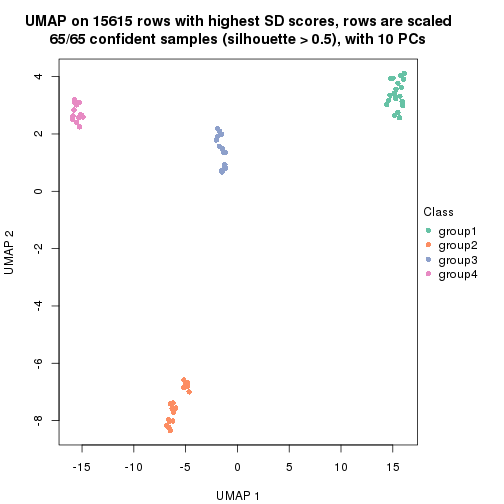 UMAP on 15615 rows with highest SD scores, rows are scaled
65/65 confident samples (silhouette > 0.5), with 10 PCs
4
2
0
-2
-4
-6
-8
UMAP 2
-15
-10
-5
0
5
10
15
UMAP 1
Class
group1
group2
group3
group4